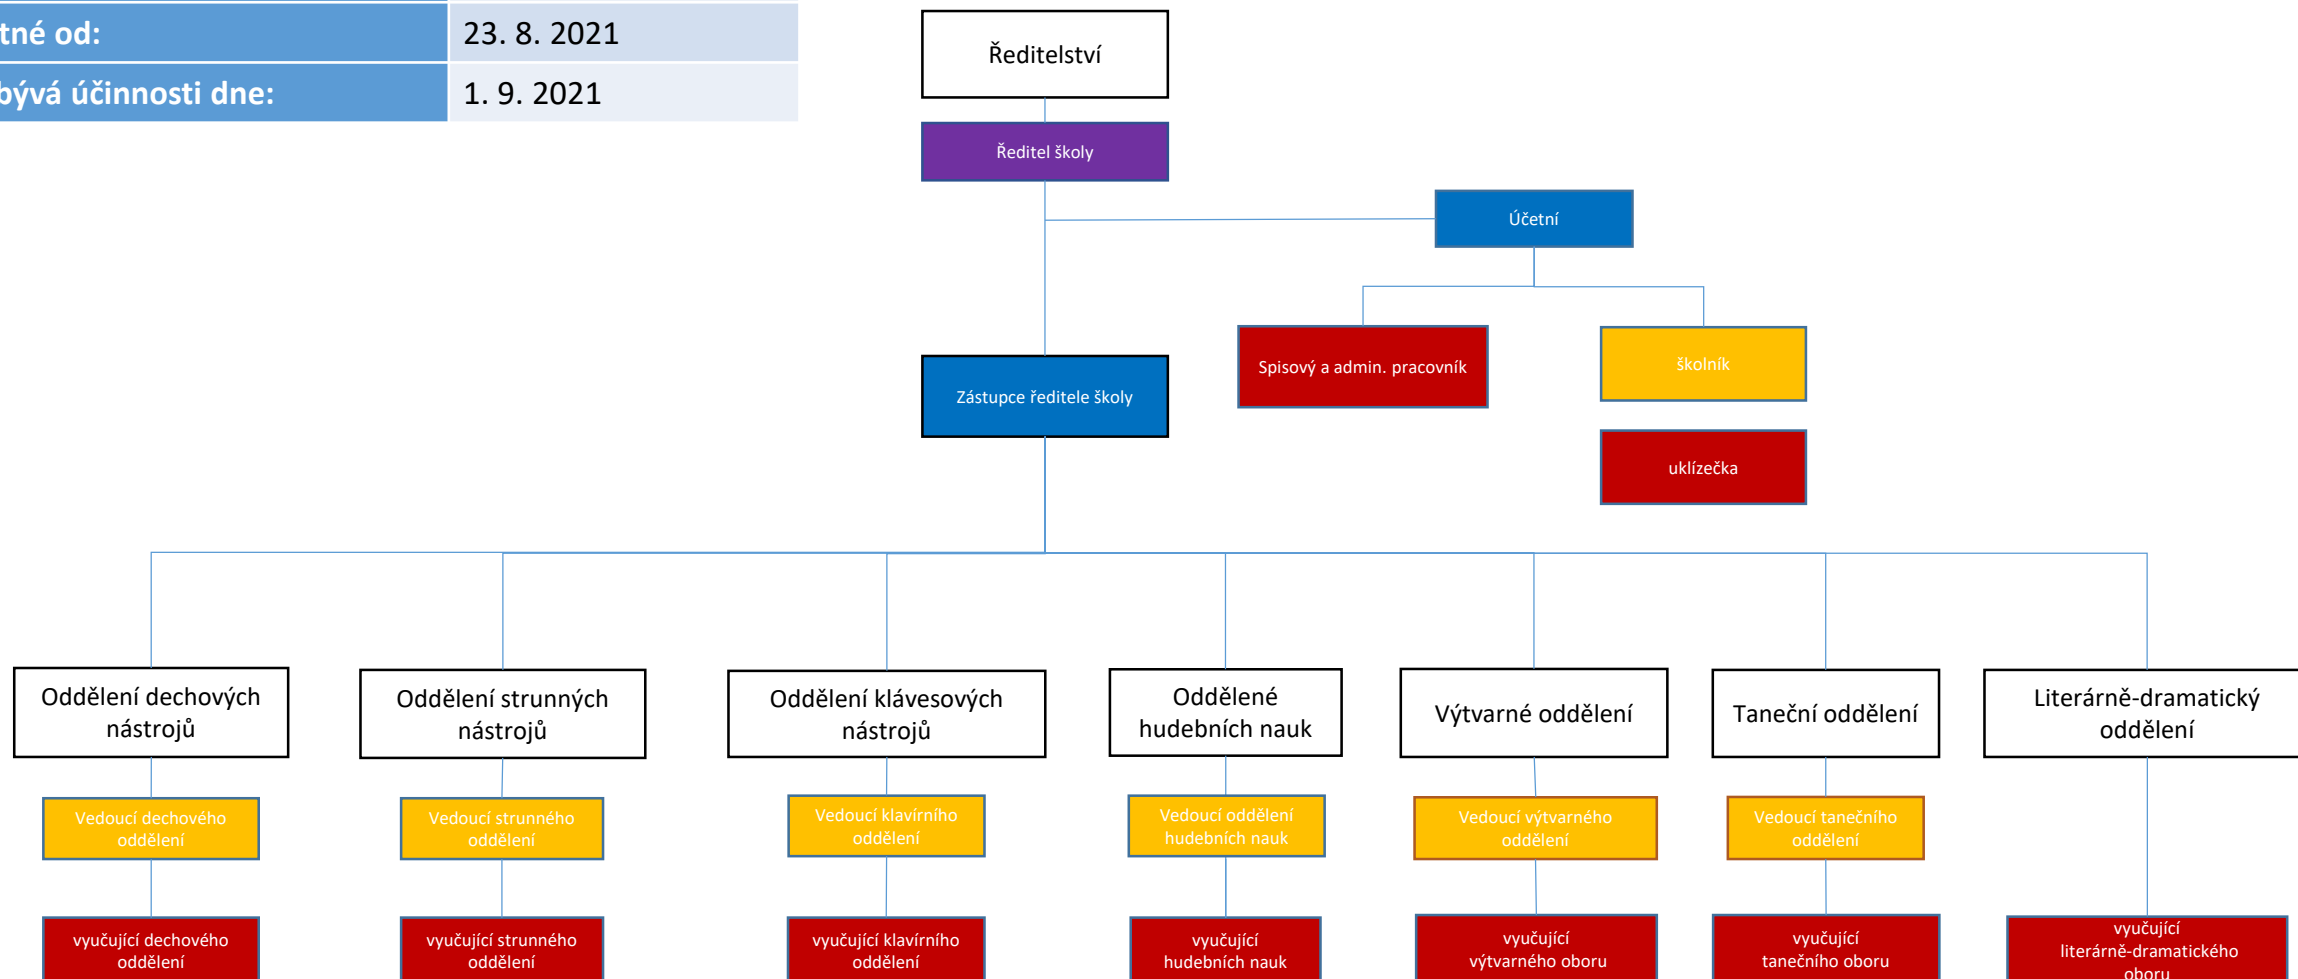 tné od:
23. 8. 2021
bývá účinnosti dne:
1. 9. 2021
Ředitelství
Ředitel školy
Účetní
Spisový a admin. pracovník
školník
Zástupce ředitele školy
uklízečka
Oddělení dechových
nástrojů
Oddělení strunných
nástrojů
Oddělení klávesových
nástrojů
Oddělené
hudebních nauk
Výtvarné oddělení
Taneční oddělení
Literárně-dramatický
oddělení
Vedoucí dechového
oddělení
Vedoucí strunného
oddělení
Vedoucí klavírního
oddělení
Vedoucí oddělení
hudebních nauk
Vedoucí výtvarného
oddělení
Vedoucí tanečního
oddělení
vyučující dechového
oddělení
vyučující strunného
oddělení
vyučující klavírního
oddělení
vyučující
hudebních nauk
vyučující
výtvarného oboru
vyučující
tanečního oboru
vyučující
literárně-dramatického
oboru